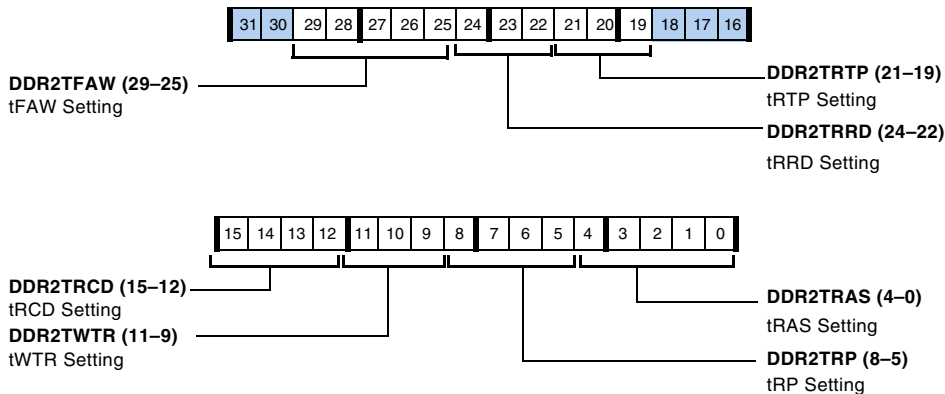 31 30 29 28 27 26 25 24 23 22 21 20 19 18 17 16
DDR2TFAW (29–25)
tFAW Setting
DDR2TRTP (21–19)
tRTP Setting
DDR2TRRD (24–22)
tRRD Setting
15 14 13 12 11 10 9 8 7 6 5 4 3 2 1 0
DDR2TRCD (15–12)
tRCD Setting
DDR2TWTR (11–9)
tWTR Setting
DDR2TRAS (4–0)
tRAS Setting
DDR2TRP (8–5)
tRP Setting